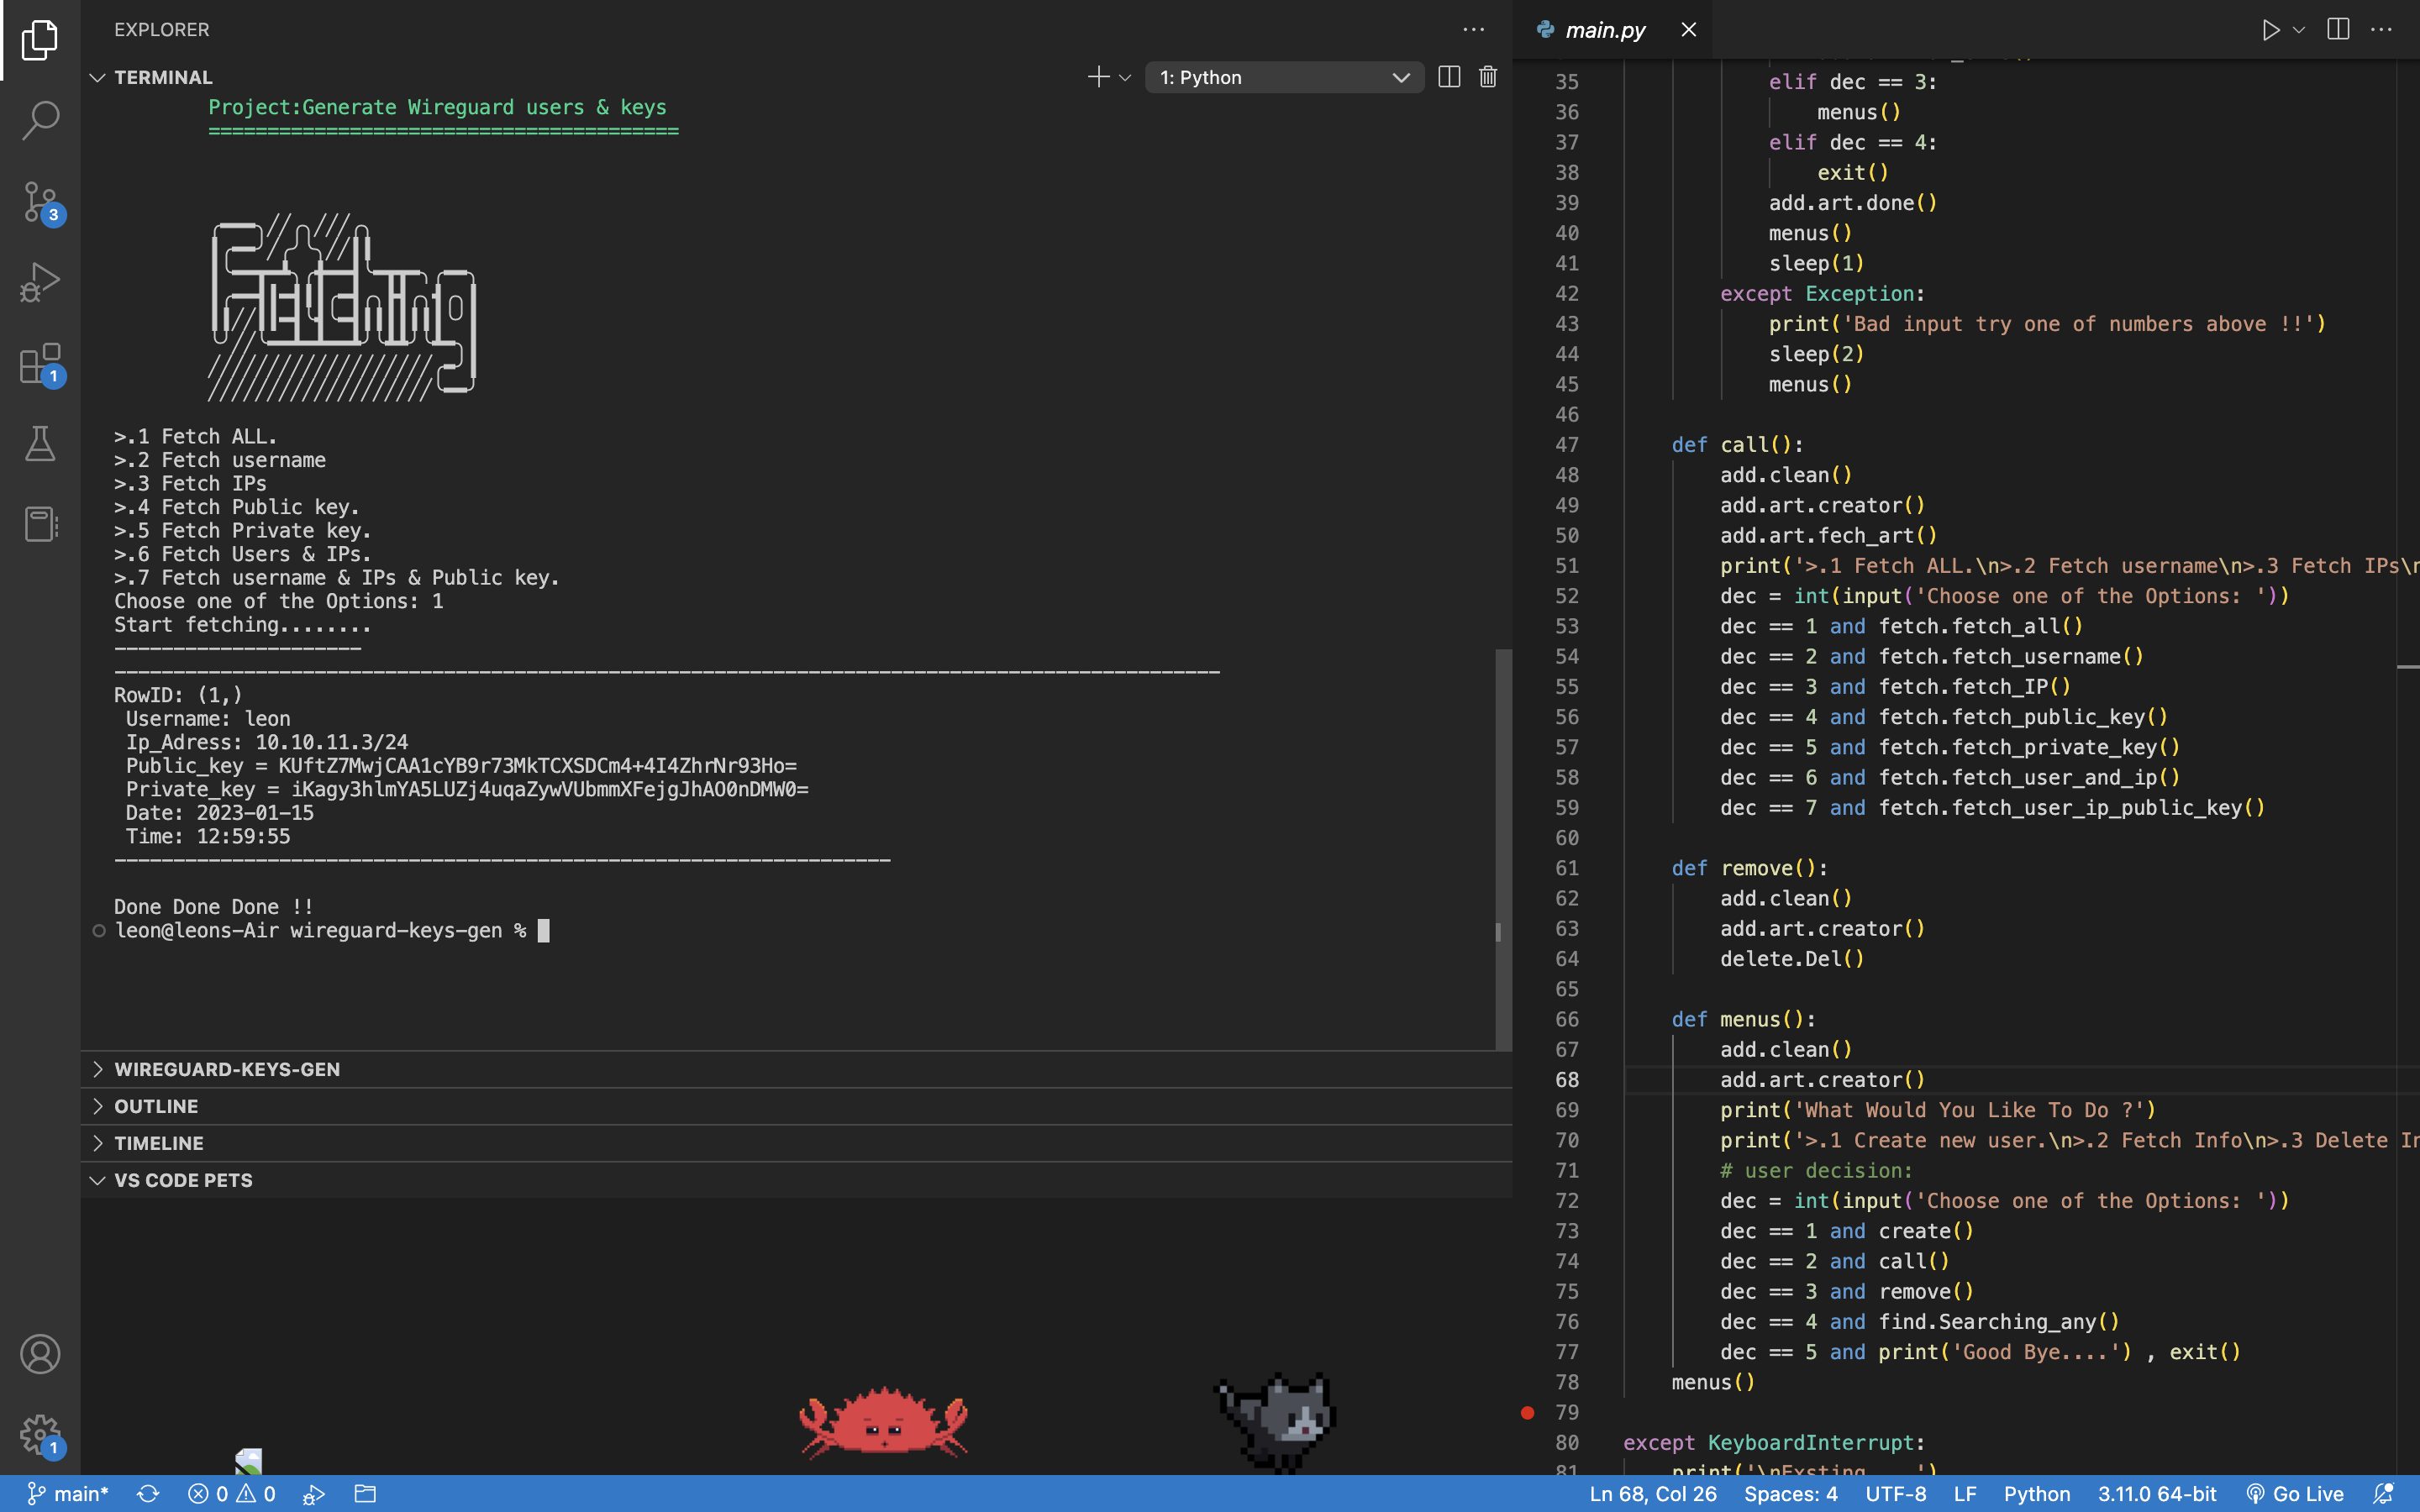 EXPLORER
TERMINAL
1: Python
Project:Generate Wireguard users & keys
========================================
Fetching
>.1 Fetch ALL.
>.2 Fetch username
>.3 Fetch IPs
>.4 Fetch Public key.
>.5 Fetch Private key.
>.6 Fetch Users & IPs.
>.7 Fetch username & IPs & Public key.
Choose one of the Options: 1
Start fetching........
---------------------
----------------------------------------------------------------------------------------------
RowID: (1,)
Username: leon
Ip_Adress: 10.10.11.3/24
Public_key = KUftZ7MwjCAA1cYB9r73MkTCXSDCm4+4I4ZhrNr93Ho=
Private_key = iKagy3hlmYA5LUZj4uqaZywVUbmmXFejgJhAO0nDMW0=
Date: 2023-01-15
Time: 12:59:55
------------------------------------------------------------------
Done Done Done !!
leon@leons-Air wireguard-keys-gen %
WIREGUARD-KEYS-GEN
OUTLINE
TIMELINE
VS CODE PETS
3
1
1
main.py
35 elif dec == 3:
36 menus()
37 elif dec == 4:
38 exit()
39 add.art.done()
40 menus()
41 sleep(1)
42 except Exception:
43 print('Bad input try one of numbers above !!')
44 sleep(2)
45 menus()
46
47 def call():
48 add.clean()
49 add.art.creator()
50 add.art.fech_art()
51 print('>.1 Fetch ALL.\n>.2 Fetch username\n>.3 Fetch IPs\n
52 dec = int(input('Choose one of the Options: '))
53 dec == 1 and fetch.fetch_all()
54 dec == 2 and fetch.fetch_username()
55 dec == 3 and fetch.fetch_IP()
56 dec == 4 and fetch.fetch_public_key()
57 dec == 5 and fetch.fetch_private_key()
58 dec == 6 and fetch.fetch_user_and_ip()
59 dec == 7 and fetch.fetch_user_ip_public_key()
60
61 def remove():
62 add.clean()
63 add.art.creator()
64 delete.Del()
65
66 def menus():
67 add.clean()
68 add.art.creator()
69 print('What Would You Like To Do ?')
70 print('>.1 Create new user.\n>.2 Fetch Info\n>.3 Delete In
71 # user decision:
72 dec = int(input('Choose one of the Options: '))
73 dec == 1 and create()
74 dec == 2 and call()
75 dec == 3 and remove()
76 dec == 4 and find.Searching_any()
77 dec == 5 and print('Good Bye....') , exit()
78 menus()
79
80 except KeyboardInterrupt:
81 print('\nExsting....')
main* 0 0 Ln 68, Col 26 Spaces: 4 UTF-8 LF Python 3.11.0 64-bit Go Live